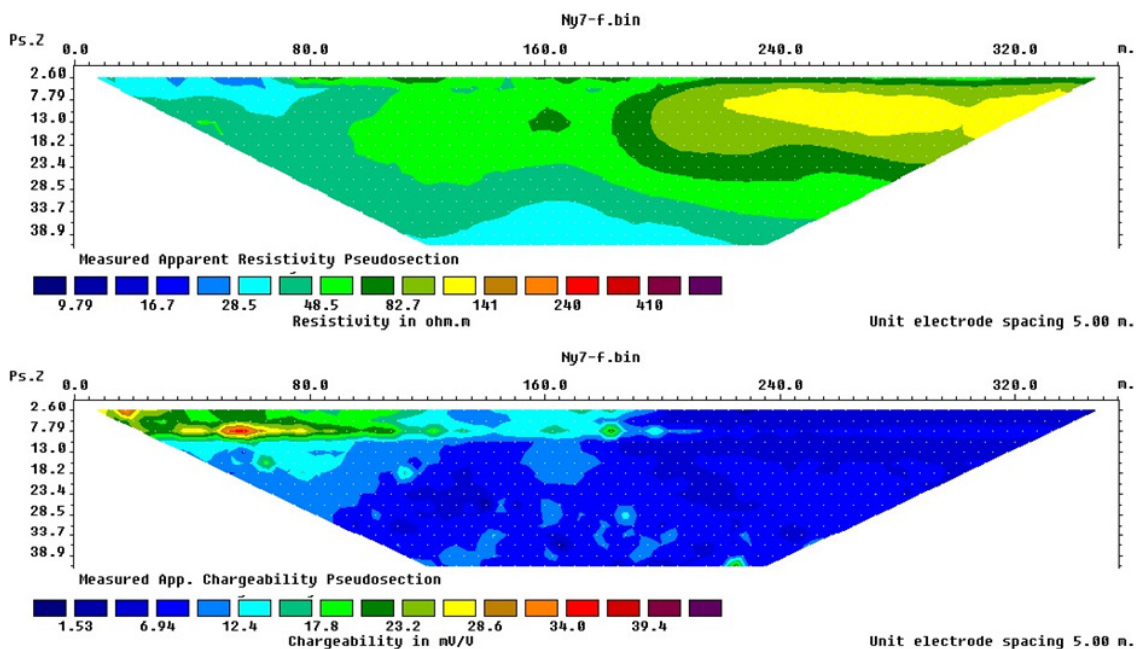 Ny7-f.bin
Ps.Z 0.0 80.0 160.0 240.0 320.0 m.
2.60
7.79
13.0
18.2
23.4
28.5
33.7
38.9
Measured Apparent Resistivity Pseudosection
9.79 16.7 28.5 48.5 82.7 141 240 410
Resistivity in ohm.m Unit electrode spacing 5.00 m.
Ny7-f.bin
Ps.Z 0.0 80.0 160.0 240.0 320.0 m.
2.60
7.79
13.0
18.2
23.4
28.5
33.7
38.9
Measured App. Chargeability Pseudosection
1.53 6.94 12.4 17.8 23.2 28.6 34.0 39.4
Chargeability in mV/V Unit electrode spacing 5.00 m.